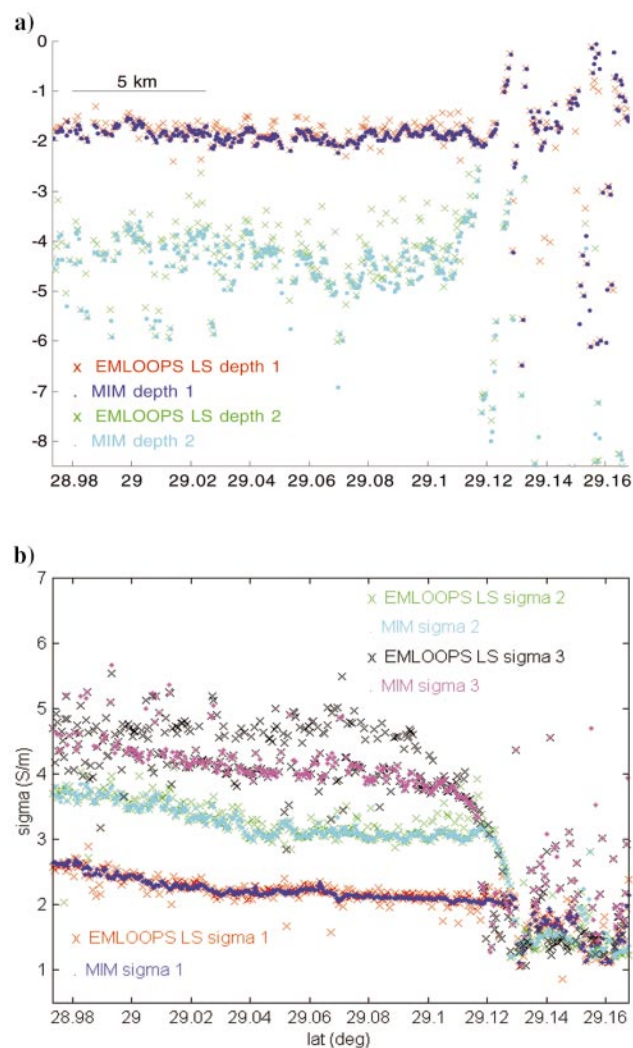 a)
0
-1
-2
-3
-4
-5
-6
-7
-8
5 km
x EMLOOPS LS depth 1
. MIM depth 1
x EMLOOPS LS depth 2
. MIM depth 2
28.98 29 29.02 29.04 29.06 29.08 29.1 29.12 29.14 29.16
b)
7
6
5
4
3
2
1
sigma (S/m)
x EMLOOPS LS sigma 2
. MIM sigma 2
x EMLOOPS LS sigma 3
. MIM sigma 3
x EMLOOPS LS sigma 1
. MIM sigma 1
28.98 29 29.02 29.04 29.06 29.08 29.1 29.12 29.14 29.16
lat (deg)